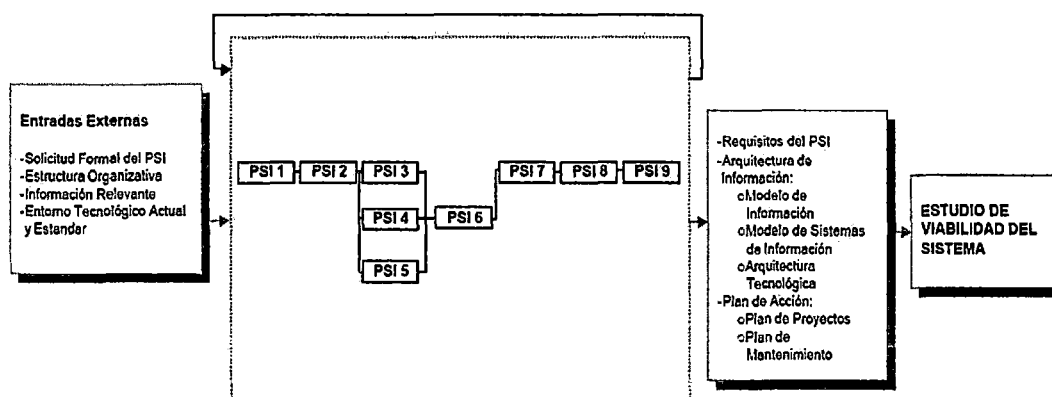 Entradas Externas
-Solicitud Formal del PSI
-Estructura Organizativa
-Información Relevante
-Entorno Tecnológico Actual
y Estandar
PSI 1
PSI 2
PSI 3
PSI 4
PSI 5
PSI 6
PSI 7
PSI 8
PSI 9
-Requisitos del PSI
-Arquitectura de
Información:
oModelo de
Información
oModelo de Sistemas
de Información
oArquitectura
Tecnológica
-Plan de Acción:
oPlan de Proyectos
oPlan de
Mantenimiento
ESTUDIO DE
VIABILIDAD DEL
SISTEMA